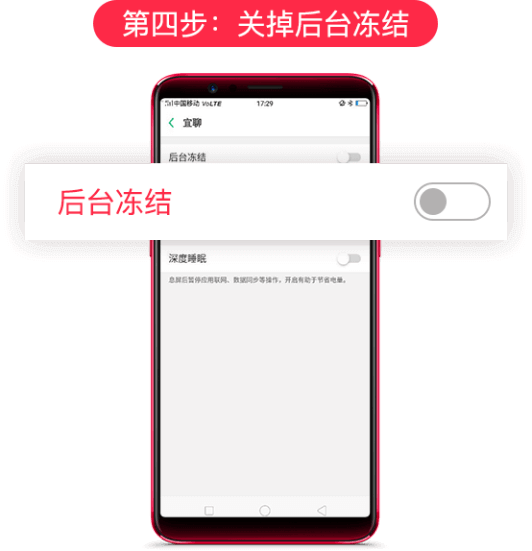 第四步：关掉后台冻结
中国移动 VoLTE 17:29
宜聊
后台冻结
后台冻结
深度睡眠
息屏后暂停应用联网、数据同步等操作，开启有助于节省电量。